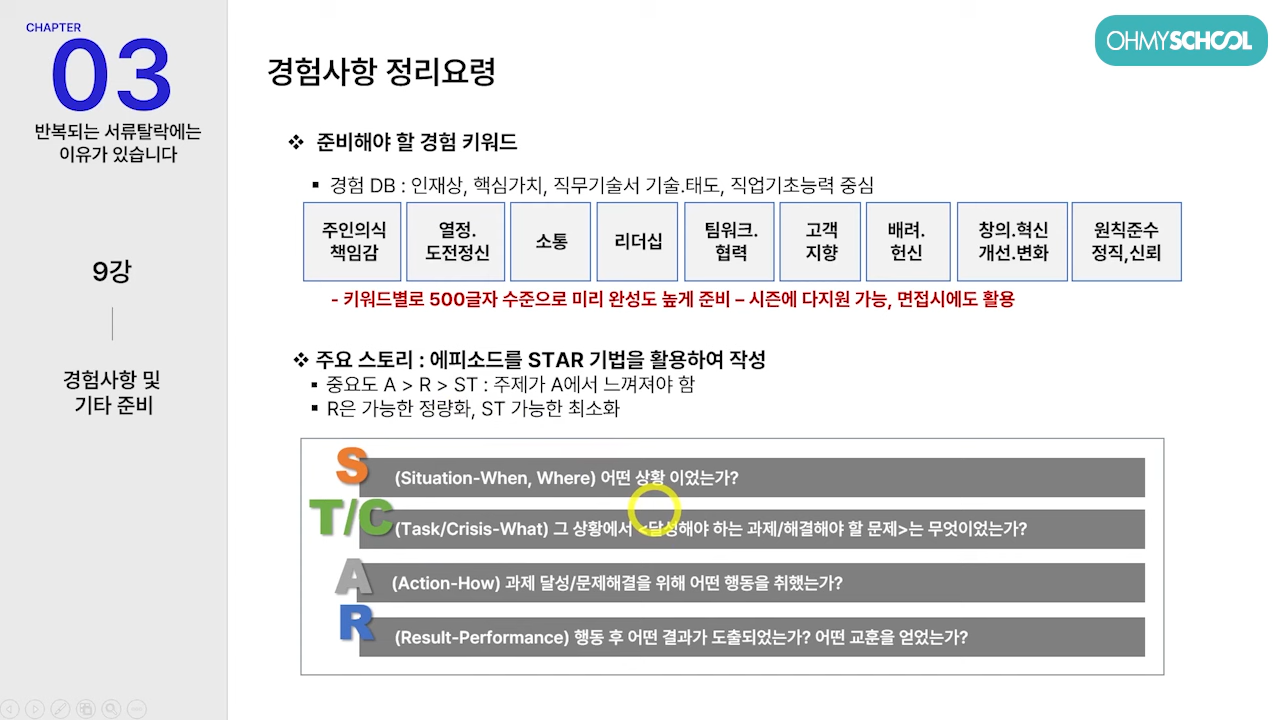 CHAPTER
03
반복되는 서류탈락에는
이유가 있습니다
9강
경험사항 및
기타 준비
OHMYSCHOOL
경험사항 정리요령
❖ 준비해야 할 경험 키워드
▪ 경험 DB : 인재상, 핵심가치, 직무기술서 기술.태도, 직업기초능력 중심
주인의식
책임감
열정.
도전정신
소통
리더십
팀워크.
협력
고객
지향
배려.
헌신
창의.혁신
개선.변화
원칙준수
정직,신뢰
- 키워드별로 500글자 수준으로 미리 완성도 높게 준비 – 시즌에 다지원 가능, 면접시에도 활용
❖ 주요 스토리 : 에피소드를 STAR 기법을 활용하여 작성
▪ 중요도 A > R > ST : 주제가 A에서 느껴져야 함
▪ R은 가능한 정량화, ST 가능한 최소화
S (Situation-When, Where) 어떤 상황 이었는가?
T/C (Task/Crisis-What) 그 상황에서 <달성해야 하는 과제/해결해야 할 문제>는 무엇이었는가?
A (Action-How) 과제 달성/문제해결을 위해 어떤 행동을 취했는가?
R (Result-Performance) 행동 후 어떤 결과가 도출되었는가? 어떤 교훈을 얻었는가?